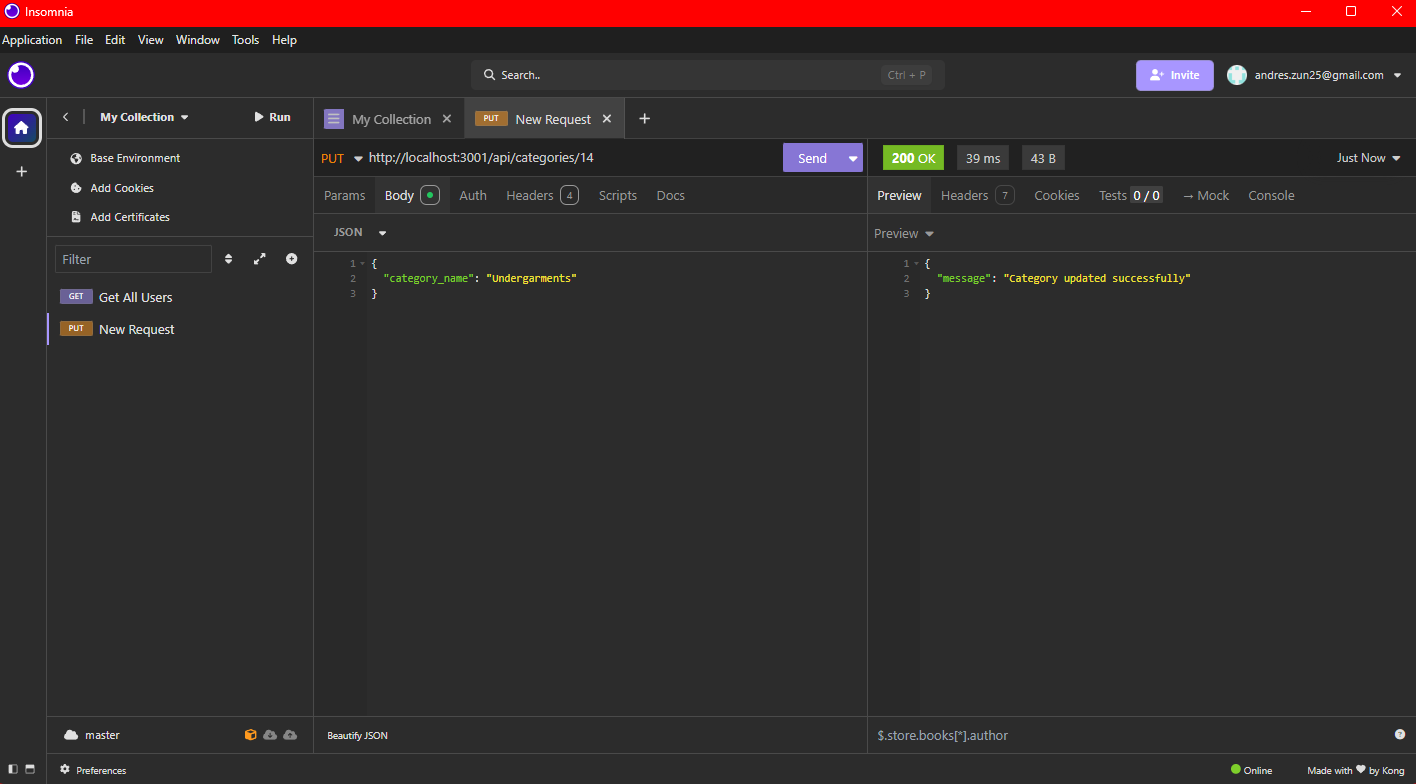 Insomnia
Application File Edit View Window Tools Help
Search.. Ctrl + P
Invite
andres.zun25@gmail.com
My Collection
Run
My Collection
PUT New Request
Base Environment
Add Cookies
Add Certificates
Filter
GET Get All Users
PUT New Request
PUT http://localhost:3001/api/categories/14
Send
200 OK 39 ms 43 B
Just Now
Params Body Auth Headers 4 Scripts Docs
Preview Headers 7 Cookies Tests 0 / 0 → Mock Console
JSON
Preview
1 {
2 "category_name": "Undergarments"
3 }
1 {
2 "message": "Category updated successfully"
3 }
master
Beautify JSON
$.store.books[*].author
Preferences
Online
Made with ♥ by Kong